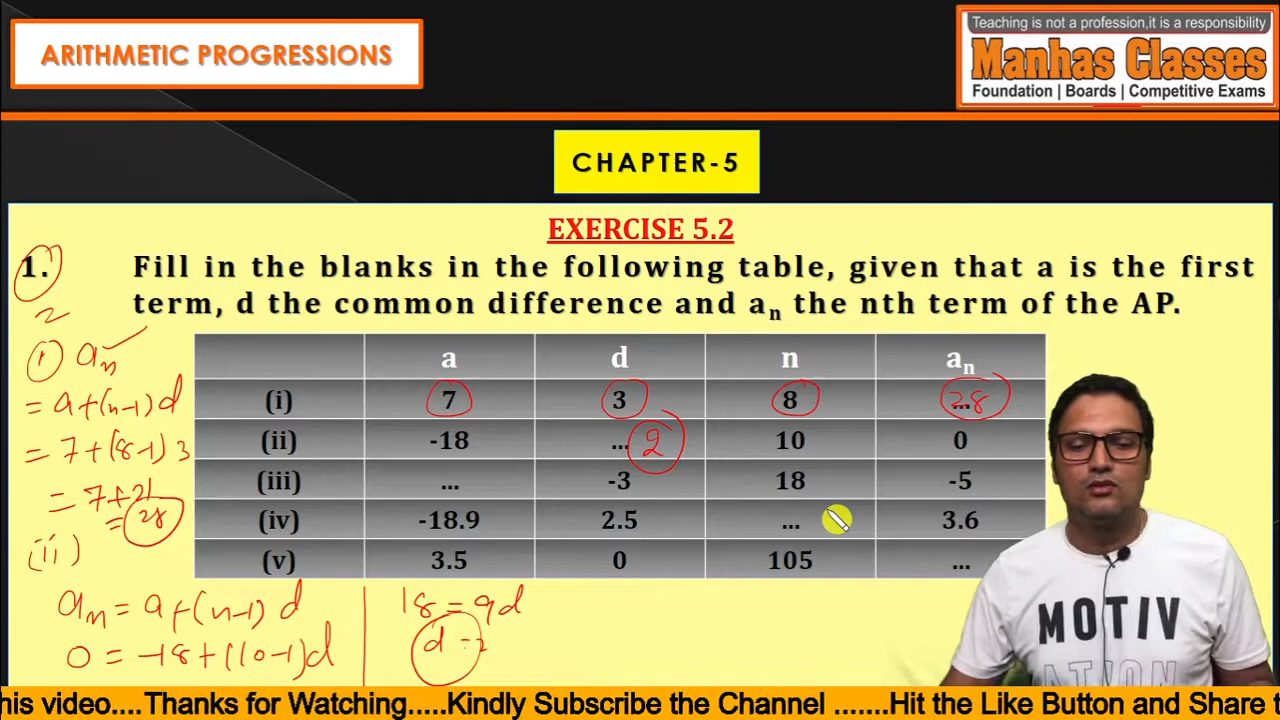 ARITHMETIC PROGRESSIONS
Teaching is not a profession,it is a responsibility
Manhas Classes
Foundation | Boards | Competitive Exams
CHAPTER-5
EXERCISE 5.2
1. Fill in the blanks in the following table, given that a is the first
term, d the common difference and an the nth term of the AP.
2
(1) an
= a+(n-1)d
= 7+(8-1)3
= 7+21
= 28
(ii)
a d n an
(i) 7 3 8 ... 28
(ii) -18 ... 2 10 0
(iii) ... -3 18 -5
(iv) -18.9 2.5 ... 3.6
(v) 3.5 0 105 ...
an = a+(n-1)d
0 = -18+(10-1)d
18 = 9d
d = 2
MOTIV
ATION
his video....Thanks for Watching.....Kindly Subscribe the Channel .......Hit the Like Button and Share t